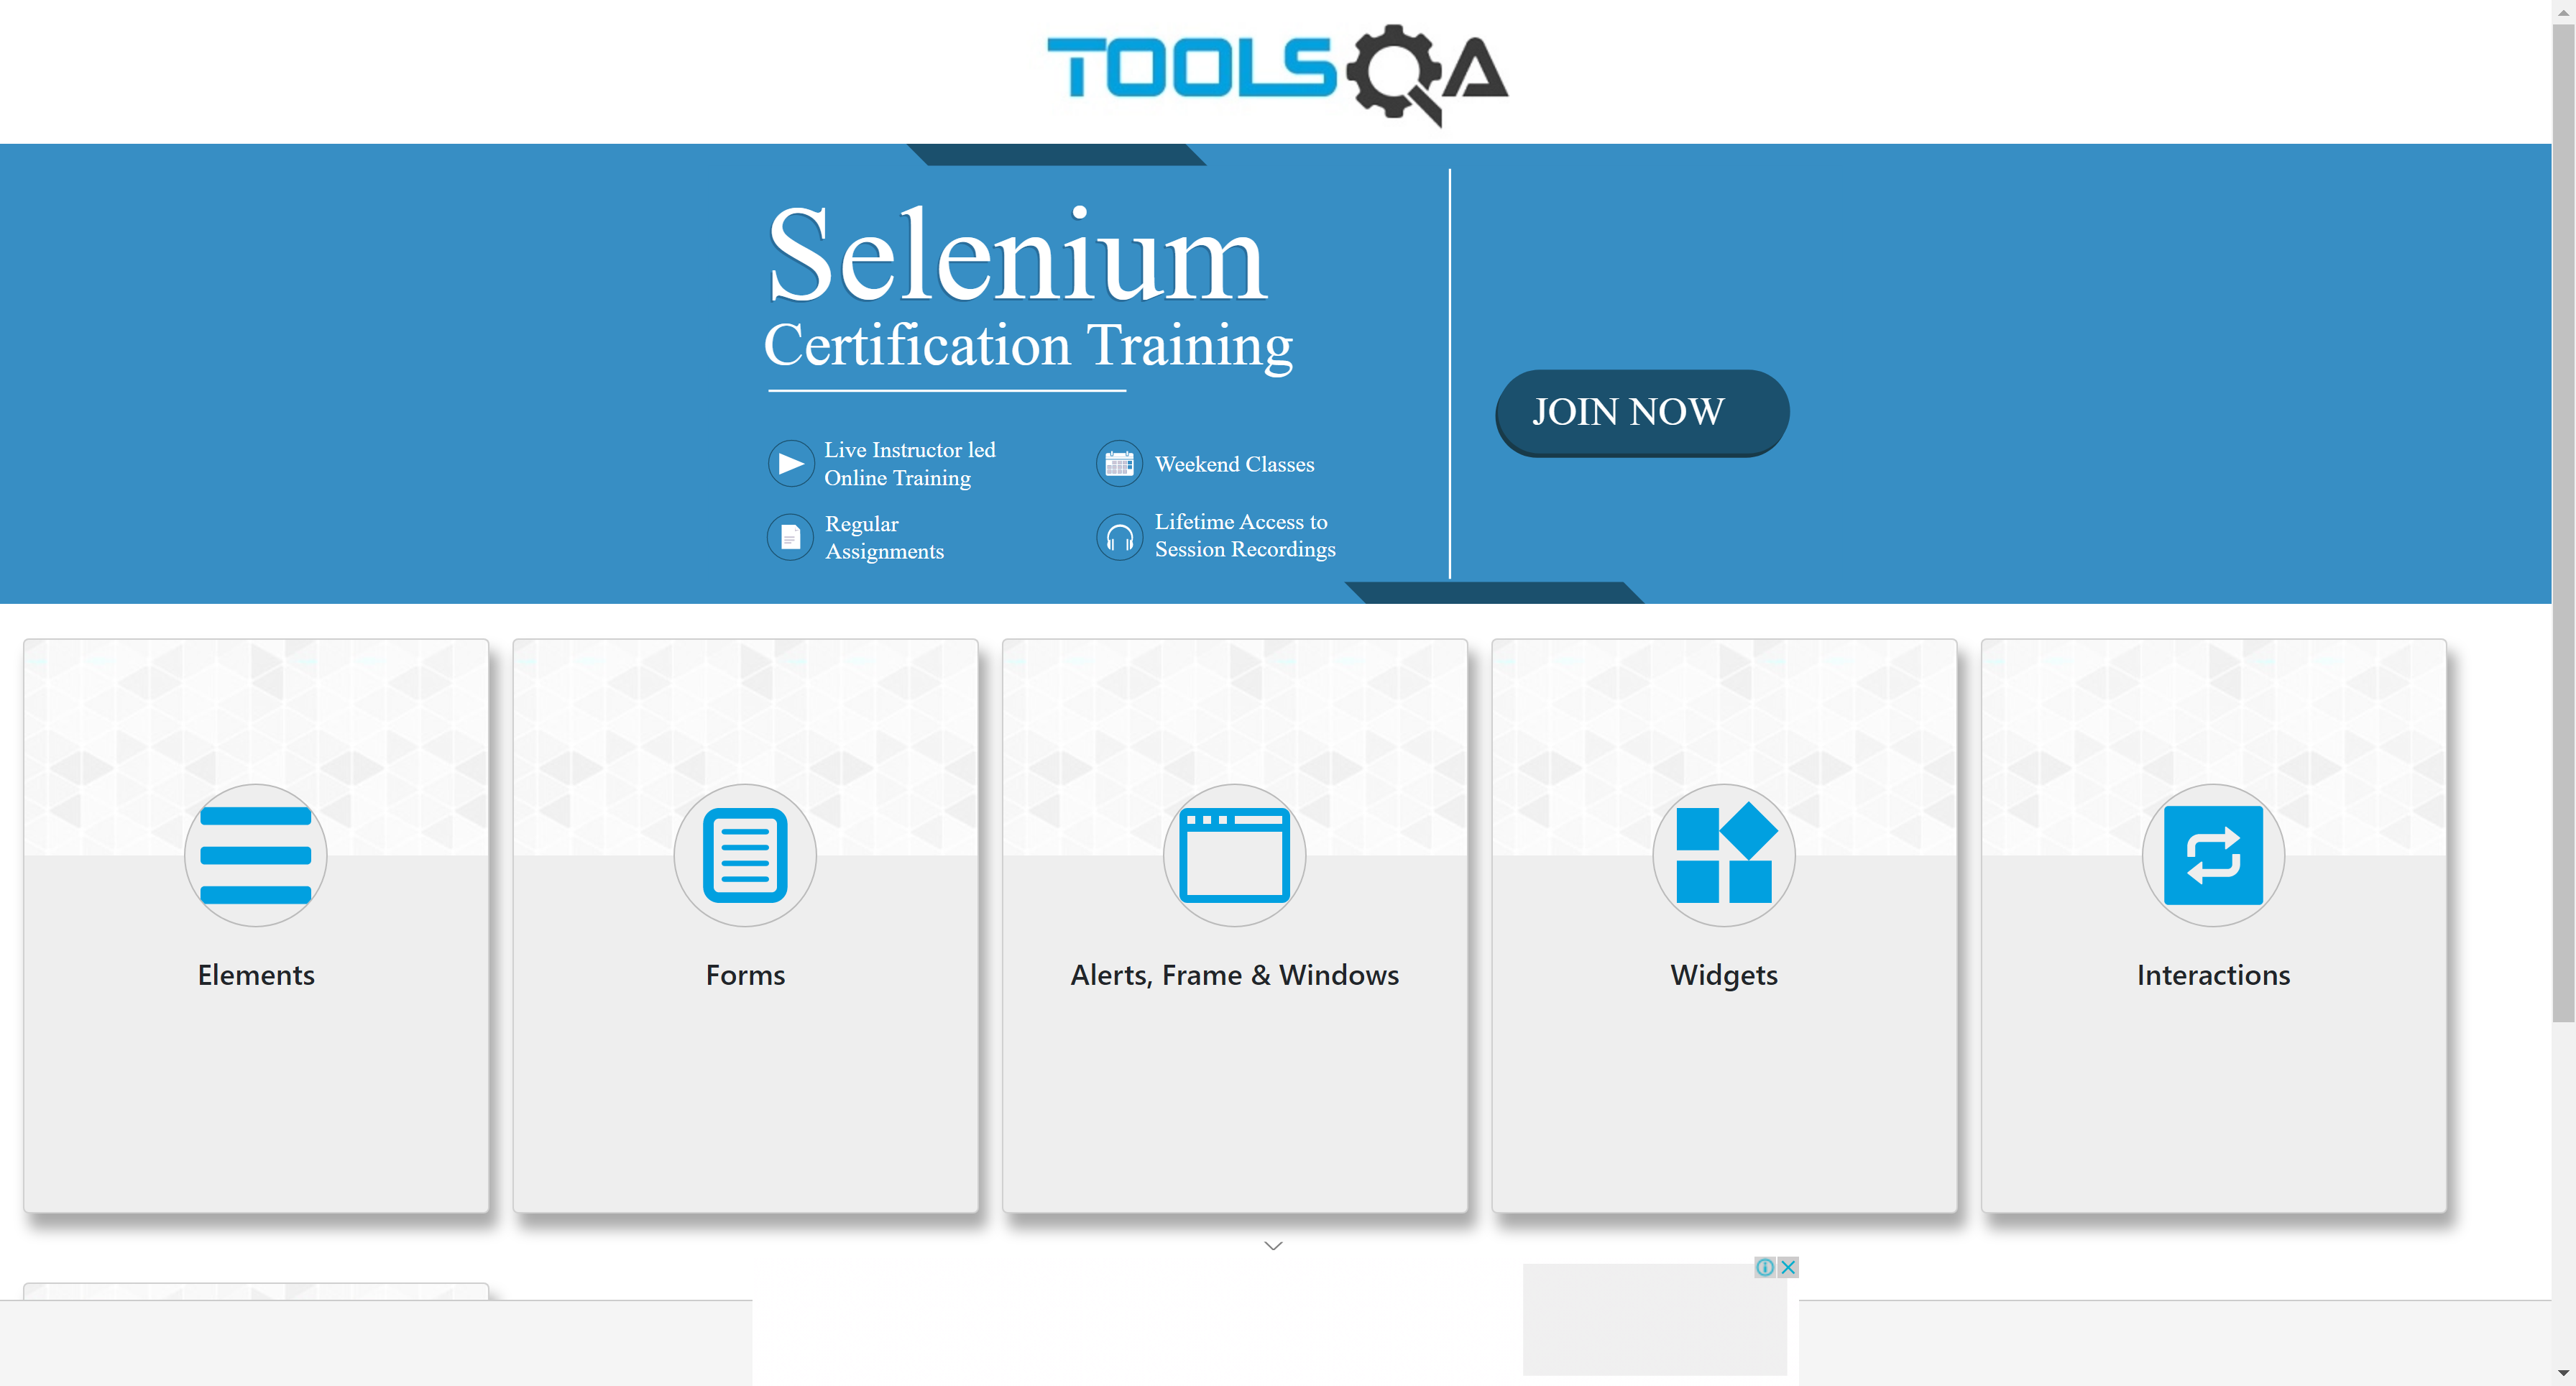 TOOLSQA
Selenium
Certification Training
Live Instructor led
Online Training
Weekend Classes
Regular
Assignments
Lifetime Access to
Session Recordings
JOIN NOW
Elements
Forms
Alerts, Frame & Windows
Widgets
Interactions